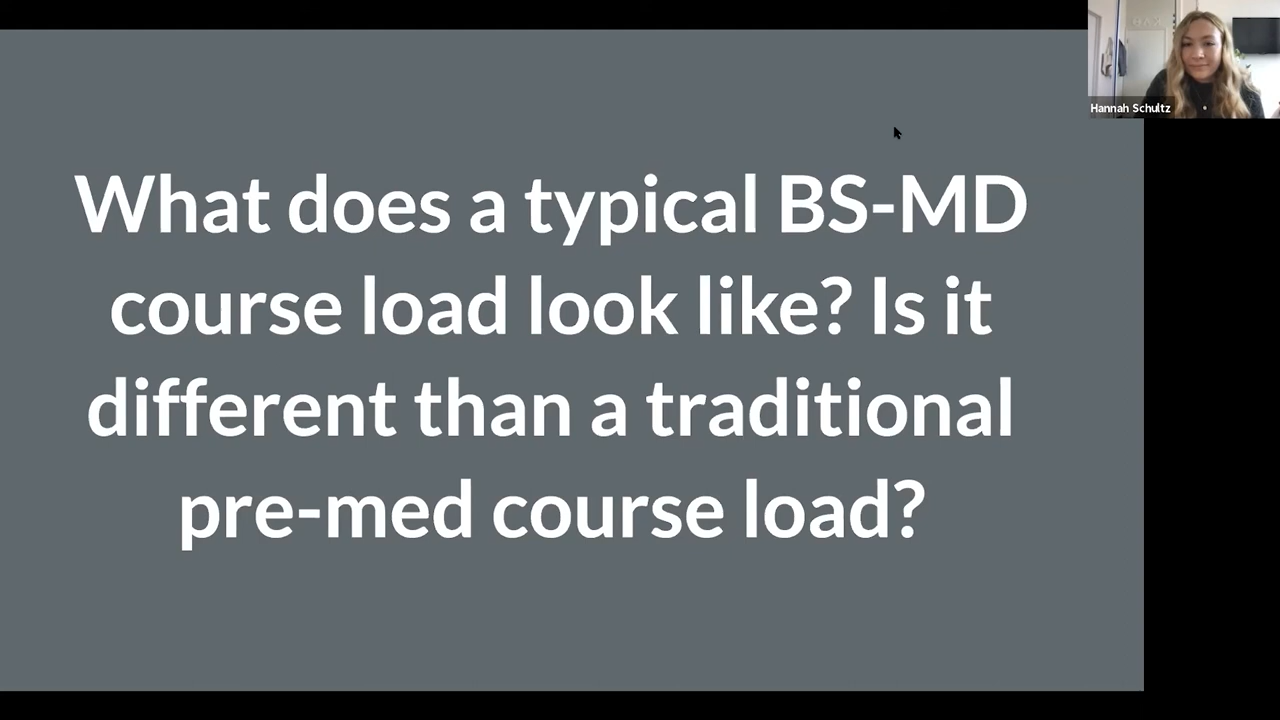 What does a typical BS-MD
course load look like? Is it
different than a traditional
pre-med course load?
Hannah Schultz